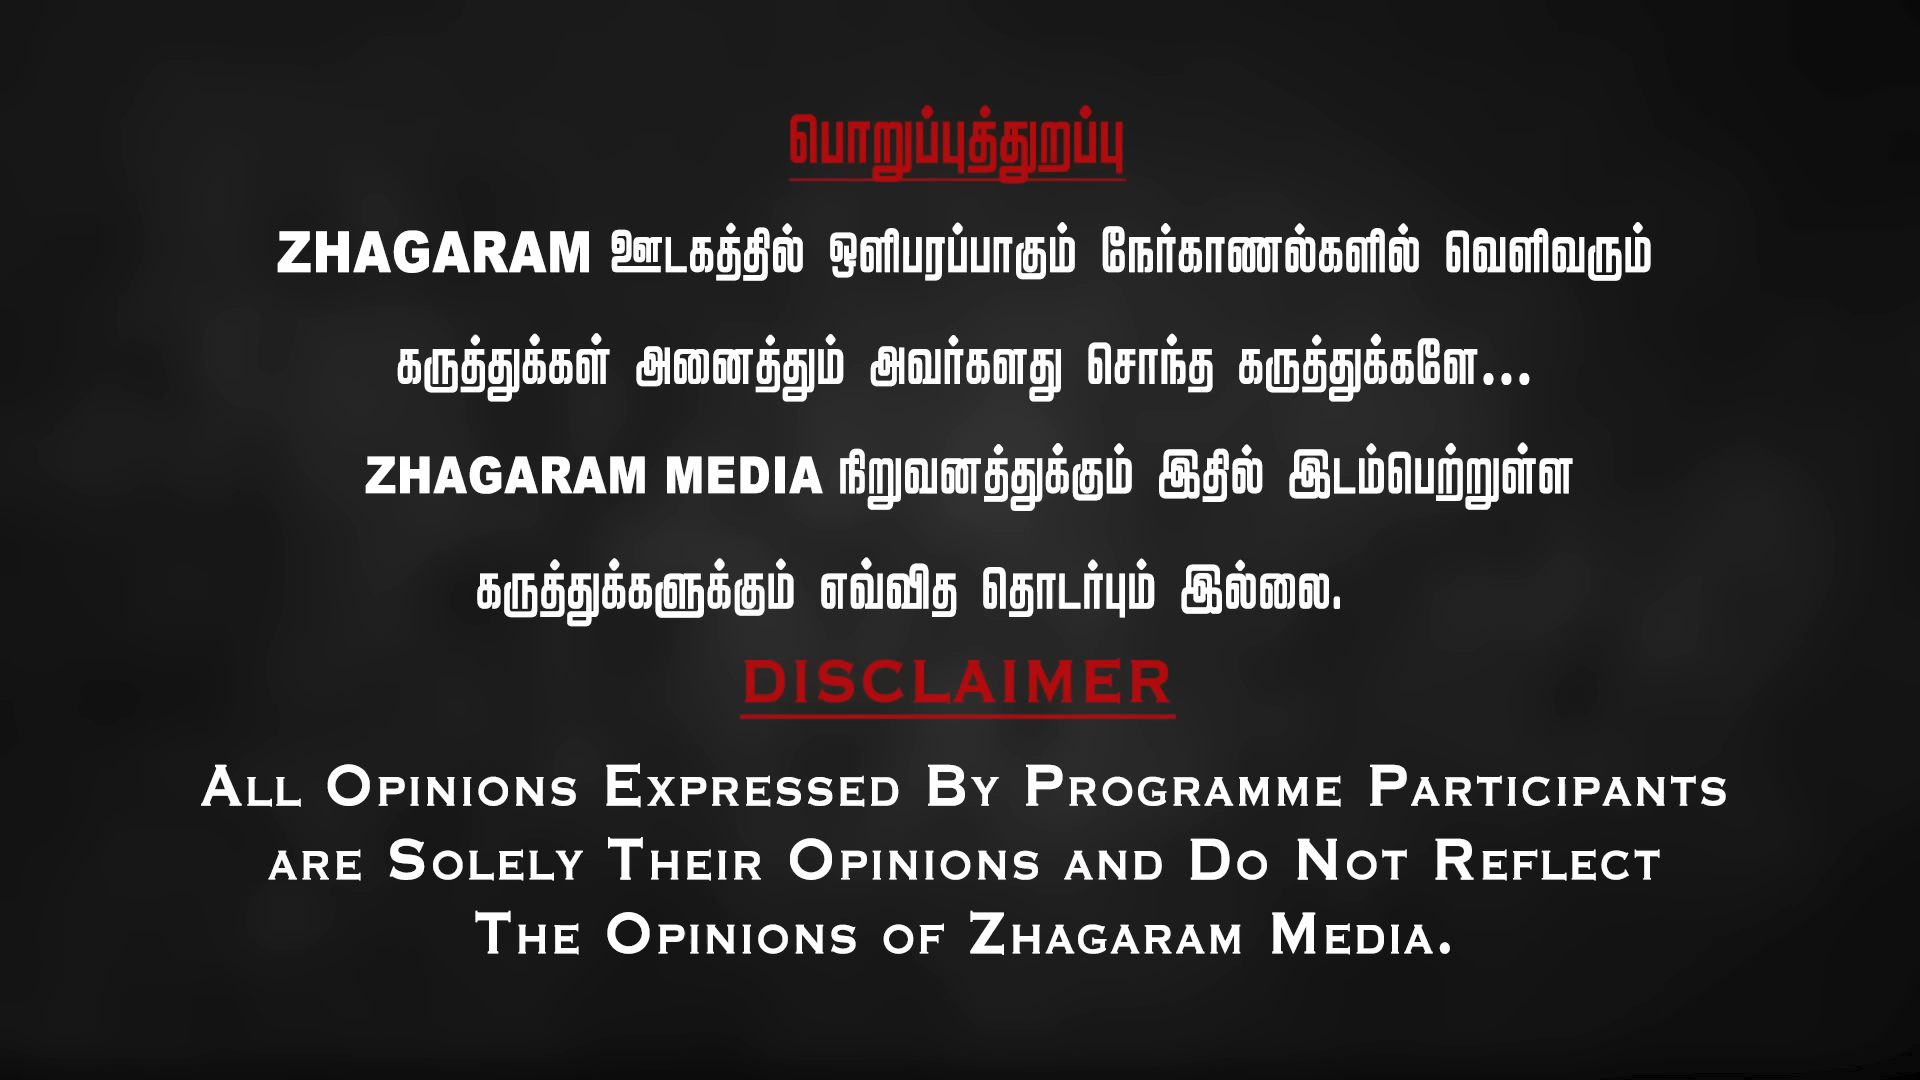 பொறுப்புத்துறப்பு
ZHAGARAM ஊடகத்தில் ஒளிபரப்பாகும் நேர்காணல்களில் வெளிவரும்
கருத்துக்கள் அனைத்தும் அவர்களது சொந்த கருத்துக்களே...
ZHAGARAM MEDIA நிறுவனத்துக்கும் இதில் இடம்பெற்றுள்ள
கருத்துக்களுக்கும் எவ்வித தொடர்பும் இல்லை.
DISCLAIMER
All Opinions Expressed By Programme Participants
are Solely Their Opinions and Do Not Reflect
The Opinions of Zhagaram Media.